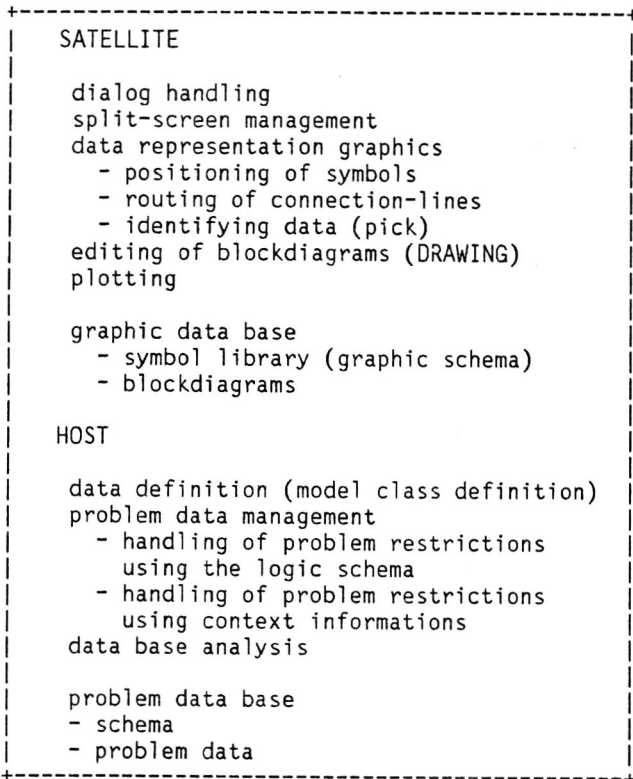 SATELLITE
dialog handling
split-screen management
data representation graphics
- positioning of symbols
- routing of connection-lines
- identifying data (pick)
editing of blockdiagrams (DRAWING)
plotting
graphic data base
- symbol library (graphic schema)
- blockdiagrams
HOST
data definition (model class definition)
problem data management
- handling of problem restrictions
using the logic schema
- handling of problem restrictions
using context informations
data base analysis
problem data base
- schema
- problem data